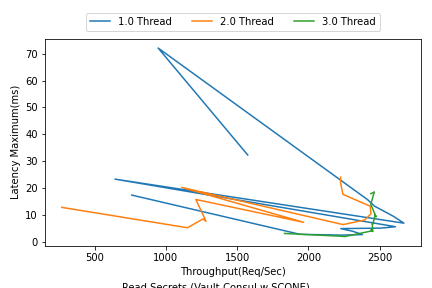 1.0 Thread 2.0 Thread 3.0 Thread
70
60
50
40
30
20
10
0
Latency Maximum(ms)
500 1000 1500 2000 2500
Throughput(Req/Sec)
Read Secrets (Vault Consul w SCONE)